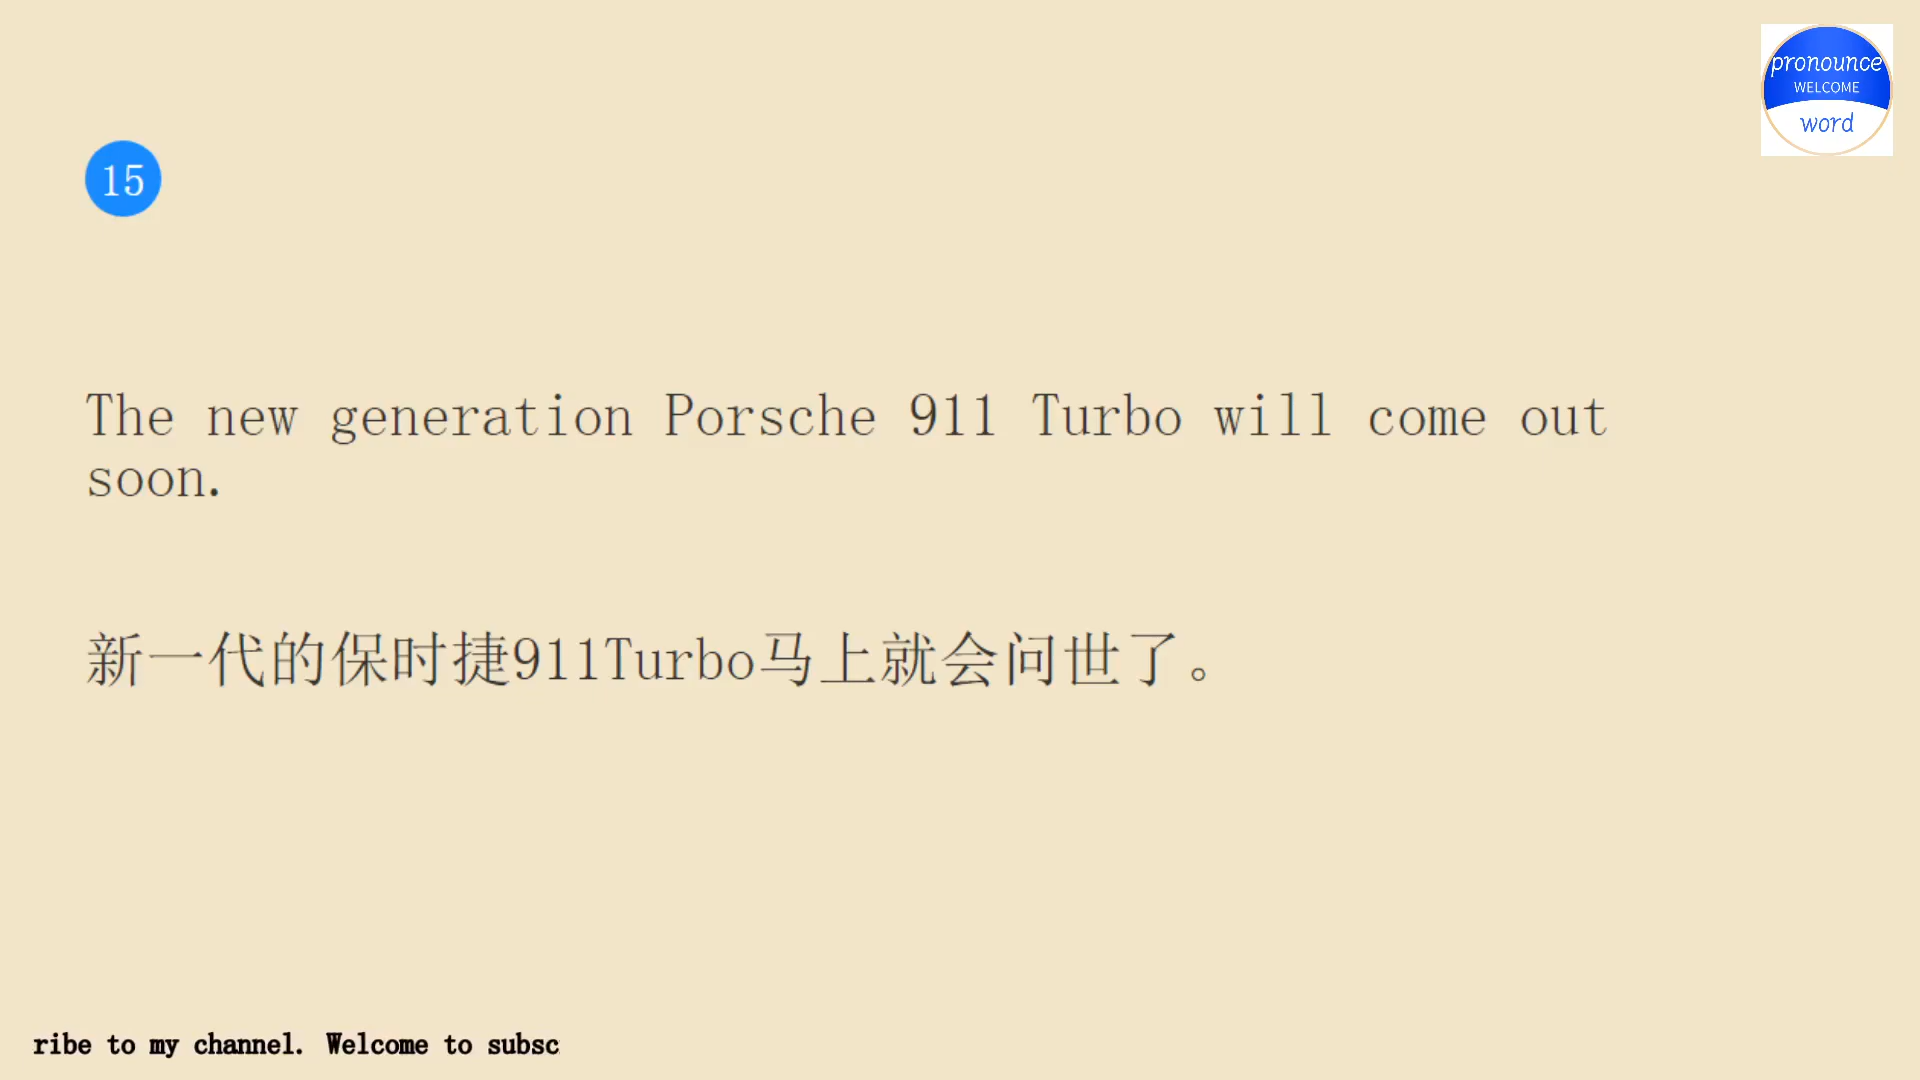 pronounce
WELCOME
word
15
The new generation Porsche 911 Turbo will come out
soon.
新一代的保时捷911Turbo马上就会问世了。
ribe to my channel. Welcome to subsc